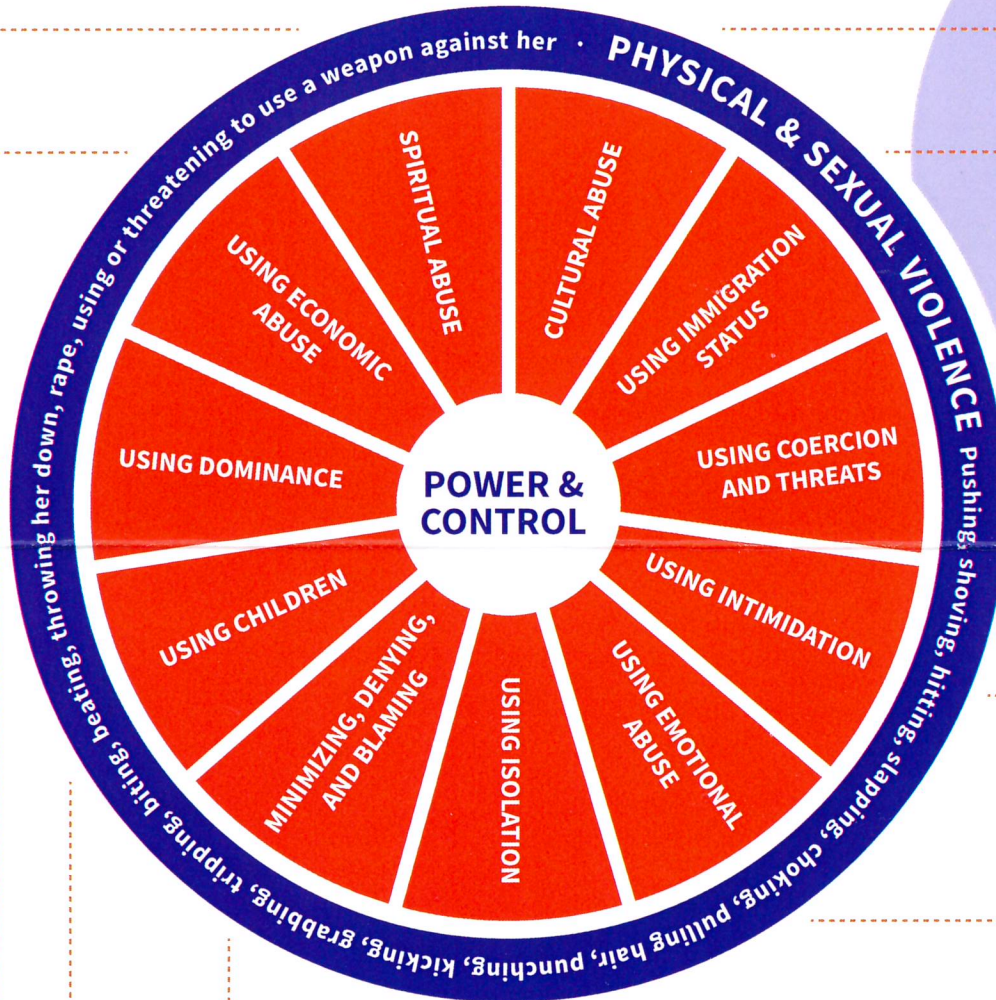 PHYSICAL & SEXUAL VIOLENCE Pushing, shoving, hitting, slapping, choking, pulling hair, punching, kicking, grabbing, tripping, biting, beating, throwing her down, rape, using or threatening to use a weapon against her ·
CULTURAL ABUSE
USING IMMIGRATION
STATUS
USING COERCION
AND THREATS
USING INTIMIDATION
USING EMOTIONAL
ABUSE
USING ISOLATION
MINIMIZING, DENYING,
AND BLAMING
USING CHILDREN
USING DOMINANCE
USING ECONOMIC
ABUSE
SPIRITUAL ABUSE
POWER &
CONTROL